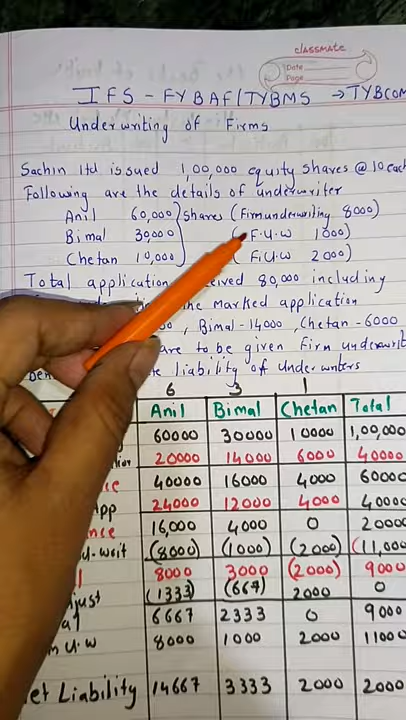 classmate
Date
Page
IFS - FYBAF/TYBMS → TYBCOM
Underwriting of Firms
Sachin ltd issued 1,00,000 equity shares @ 10 each
Following are the details of underwriter
Anil 60,000 } shares (Firm underwriting 8000)
Bimal 30,000 (F.U.W 1000)
Chetan 10,000 (F.U.W 2000)
Total application received 80,000 including
the marked application
Bimal-14000, Chetan-6000
are to be given Firm underwrit
liability of underwriters
6 3 1
Anil Bimal Chetan Total
60000 30000 10000 1,00,000
20000 14000 6000 40000
40000 16000 4000 60000
App 24000 12000 4000 40000
16,000 4000 0 20000
(8000) (1000) (2000) (11,000
8000 3000 (2000) 9000
just (1333) (667) 2000 0
6667 2333 0 9000
U.W 8000 1000 2000 11000
et Liability 14667 3333 2000 2000